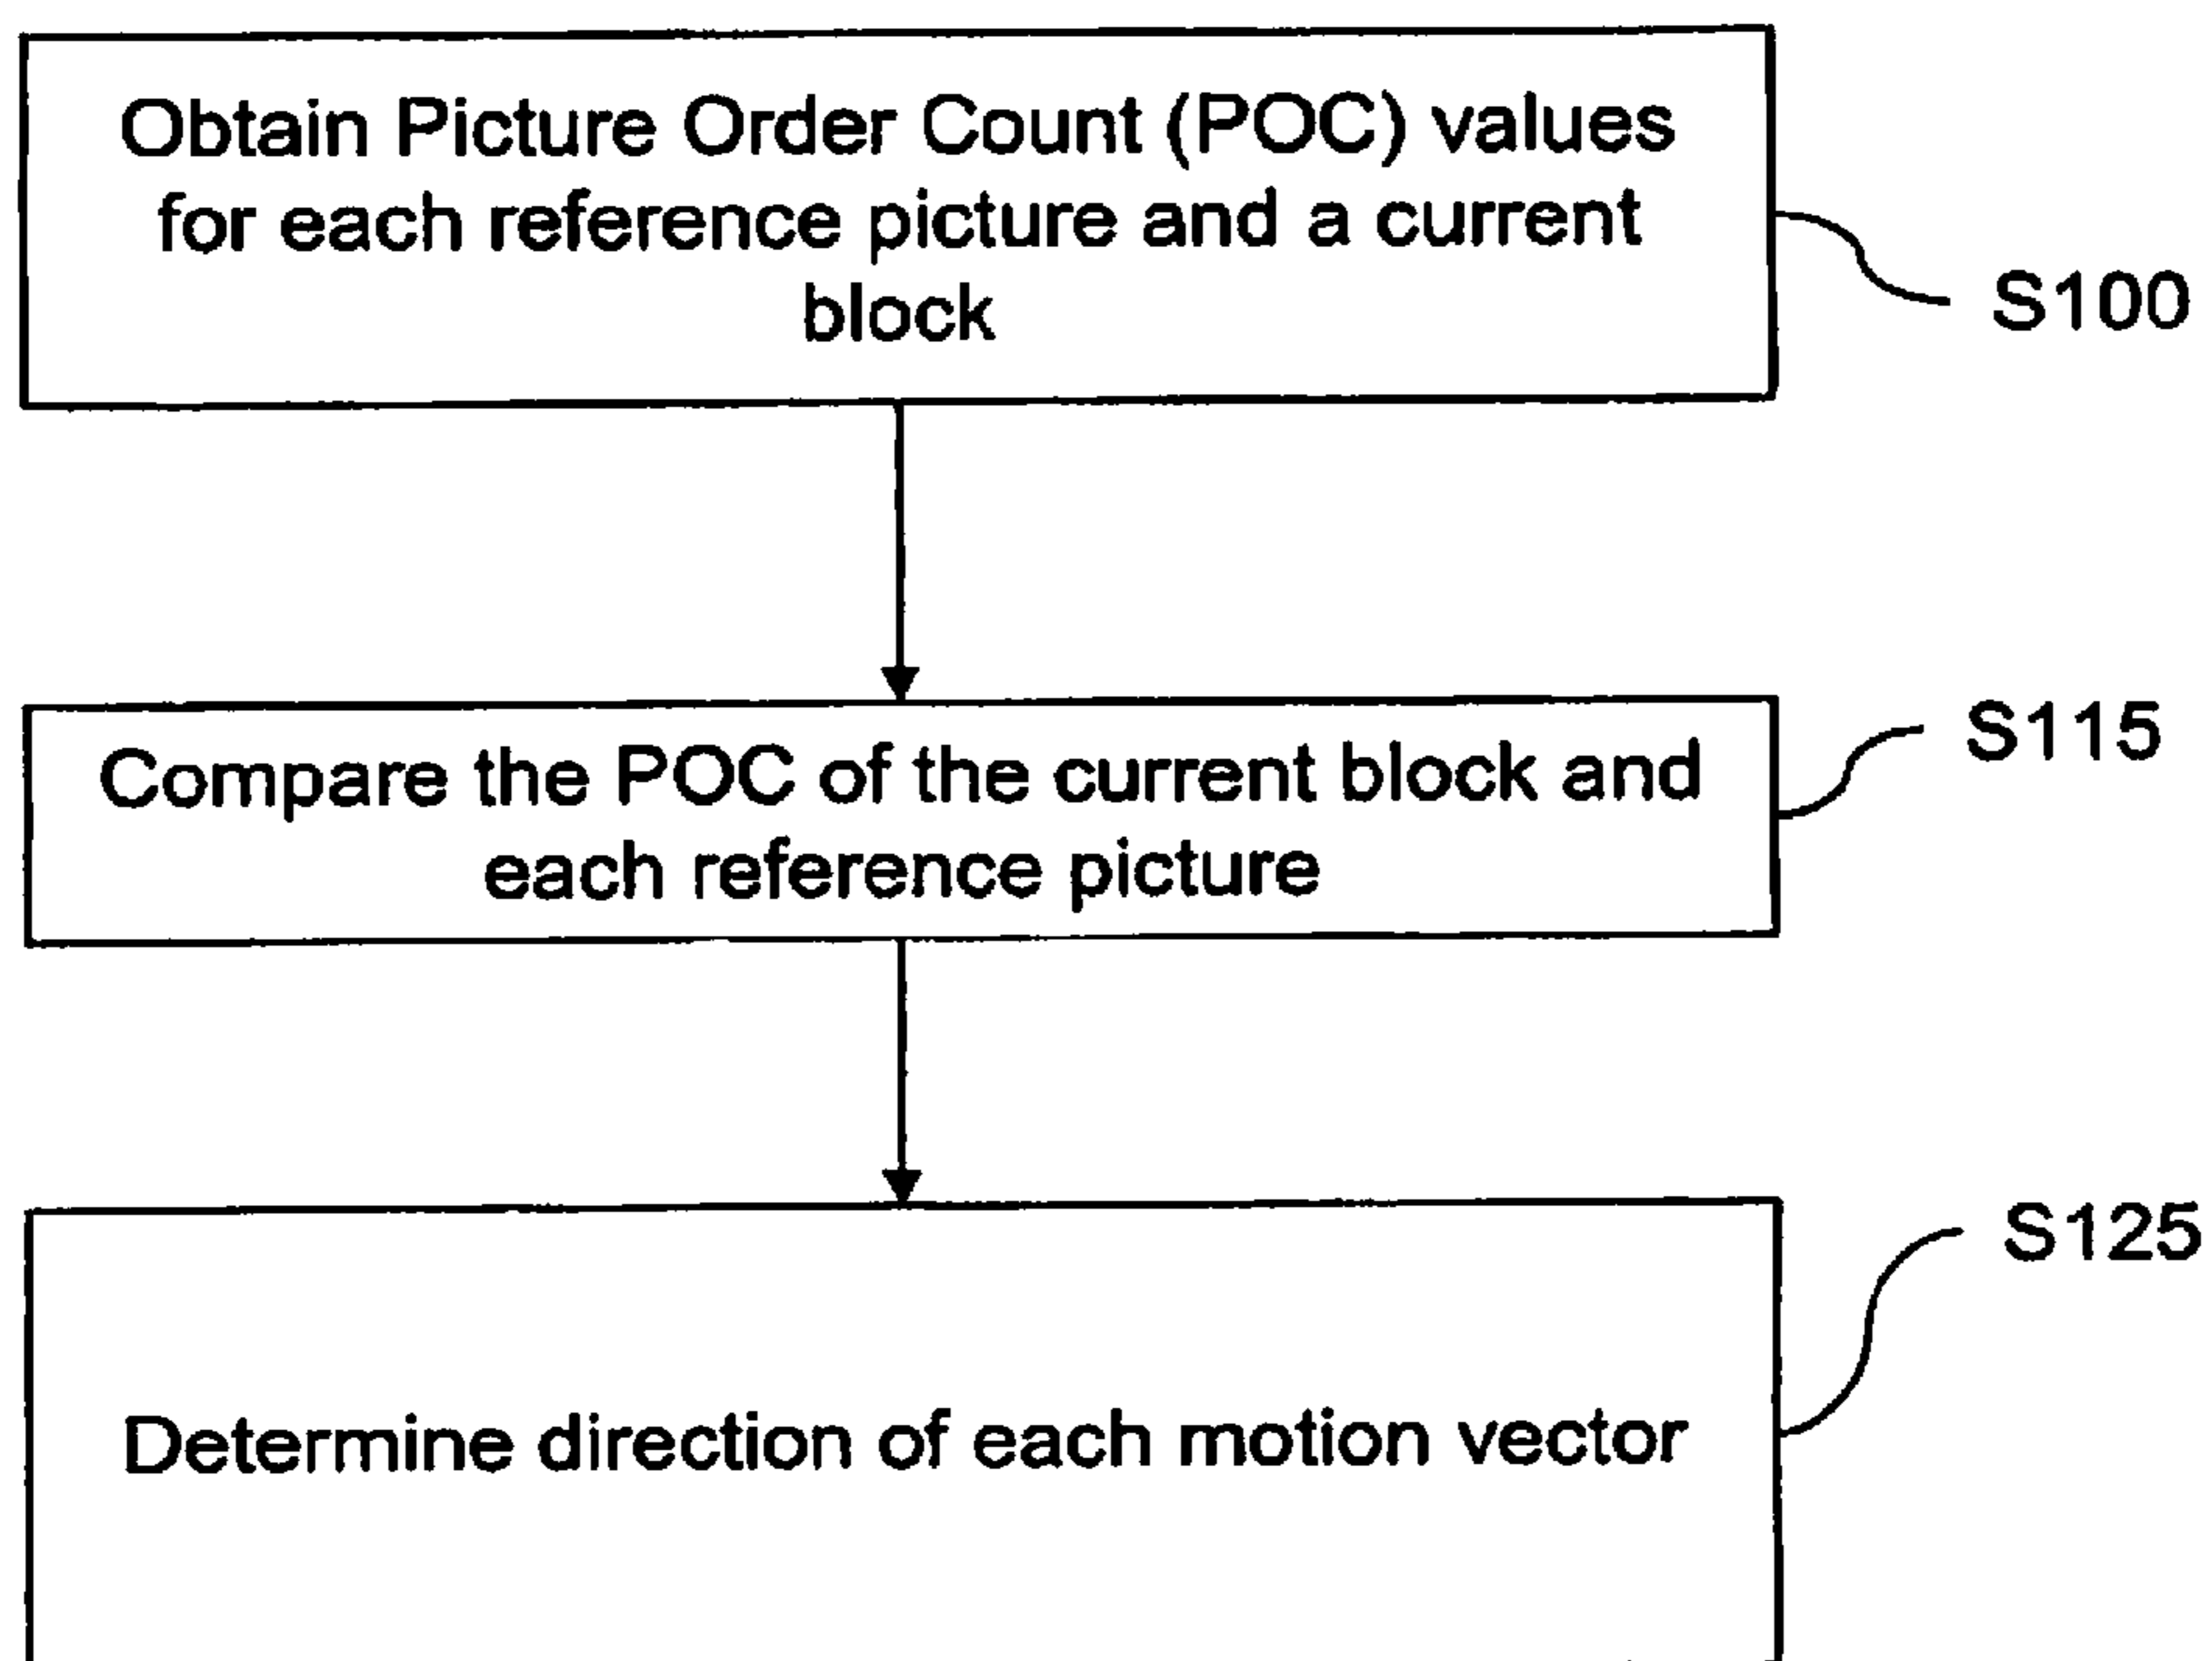 Obtain Picture Order Count (POC) values
for each reference picture and a current
block
S100
Compare the POC of the current block and
each reference picture
S115
Determine direction of each motion vector
S125